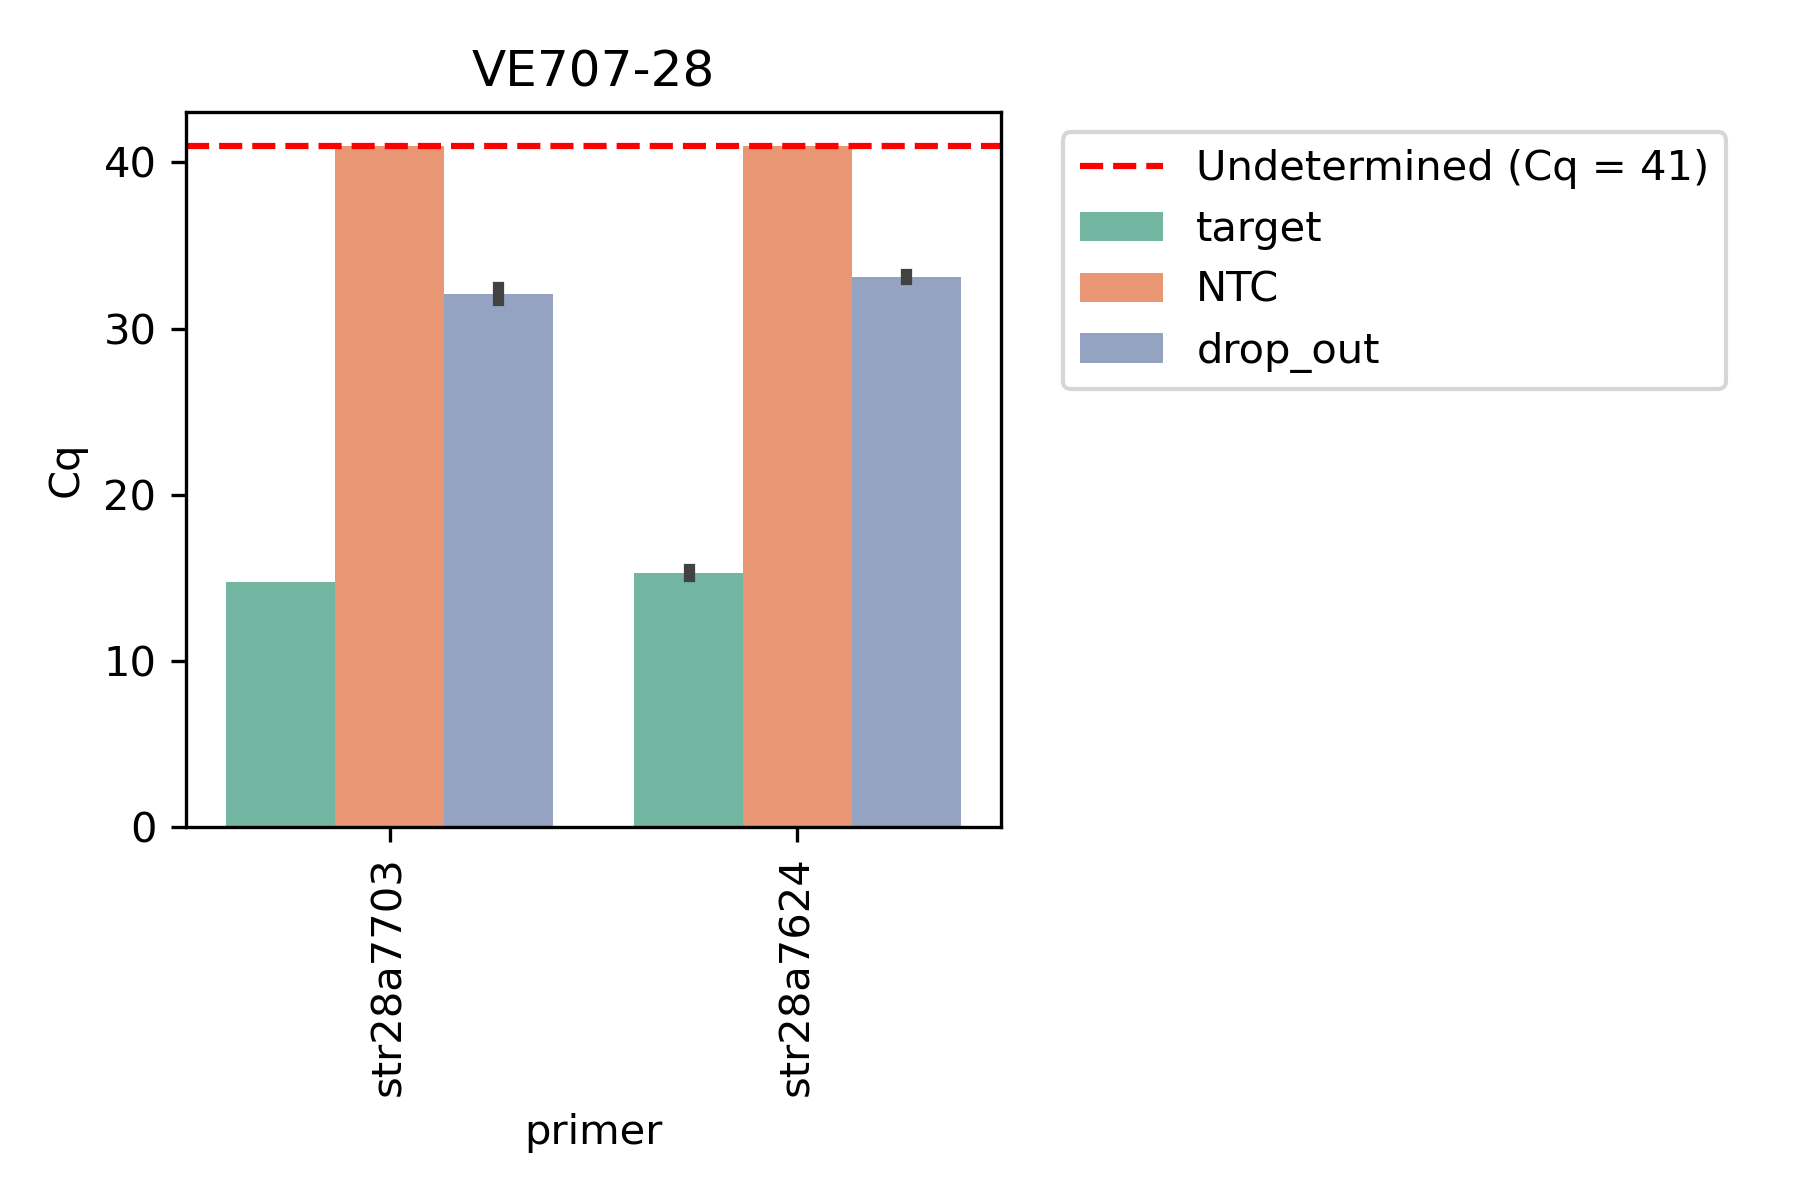 VE707-28
Undetermined (Cq = 41)
target
NTC
drop_out
Cq
40
30
20
10
0
str28a7703
str28a7624
primer